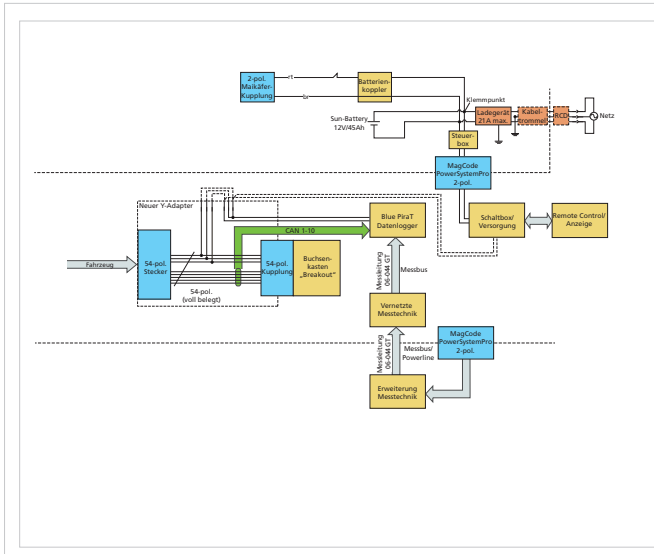 2-pol.
Maikäfer-
Kupplung
rt
br
Batterien-
koppler
Klemmpunkt
Sun-Battery
12V/45Ah
Ladegerät
21A max.
Kabel-
trommel
RCD
Netz
Steuer-
box
MagCode
PowerSystemPro
2-pol.
Neuer Y-Adapter
CAN 1-10
Blue PiraT
Datenlogger
Schaltbox/
Versorgung
Remote Control/
Anzeige
Fahrzeug
54-pol.
Stecker
54-pol.
(voll belegt)
54-pol.
Kupplung
Buchsen-
kasten
„Breakout“
Messleitung
06-044 GT
Messbus
Vernetzte
Messtechnik
Messleitung
06-044 GT
Messbus/
Powerline
MagCode
PowerSystemPro
2-pol.
Erweiterung
Messtechnik